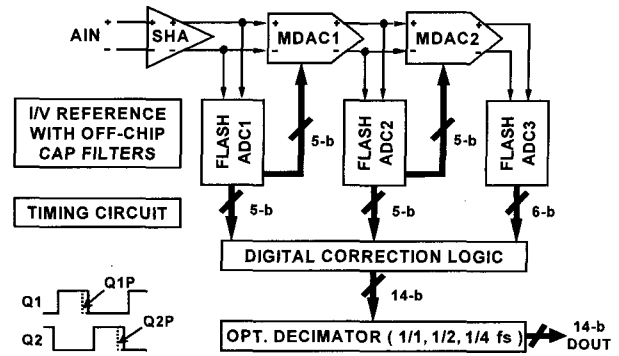 AIN
+
−
+ SHA +
− −
+ MDAC1 +
− −
+ MDAC2 +
− −
I/V REFERENCE
WITH OFF-CHIP
CAP FILTERS
FLASH
ADC1
5-b
FLASH
ADC2
5-b
FLASH
ADC3
TIMING CIRCUIT
5-b
5-b
6-b
DIGITAL CORRECTION LOGIC
14-b
Q1
Q1P
Q2
Q2P
OPT. DECIMATOR ( 1/1, 1/2, 1/4 fs )
14-b
DOUT